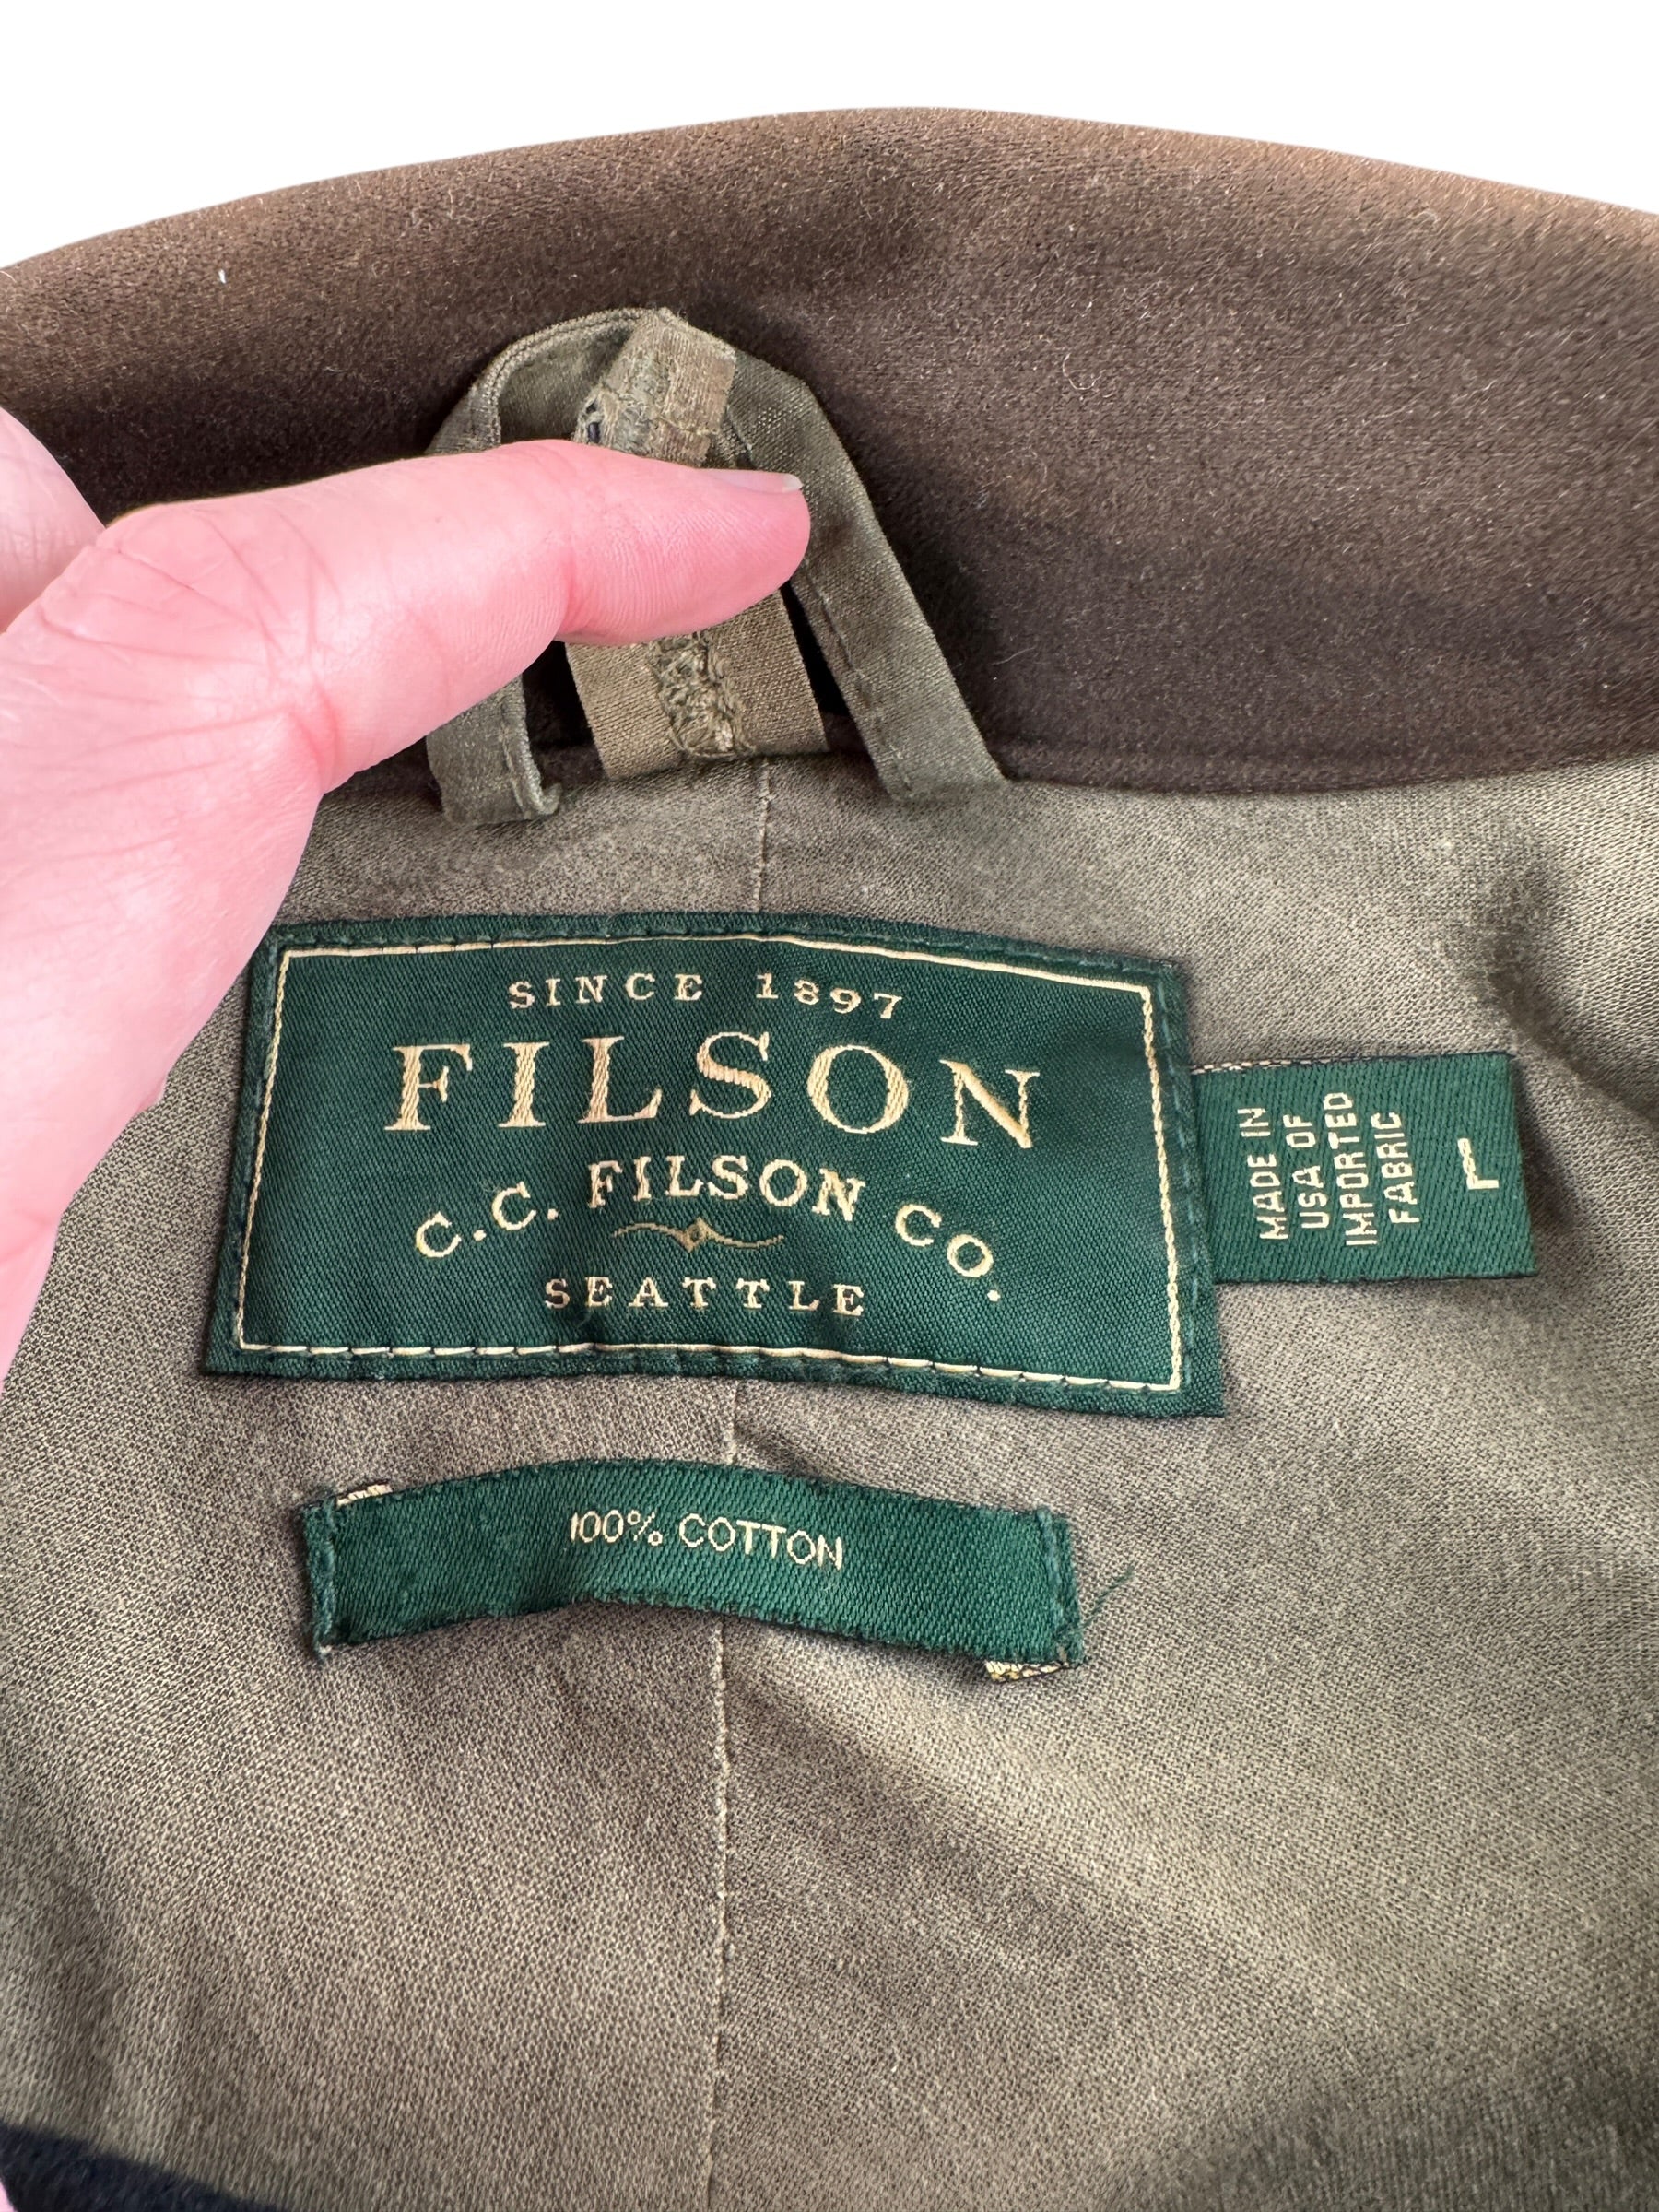 SINCE 1897
FILSON
C.C. FILSON CO.
SEATTLE
MADE IN
USA OF
IMPORTED
FABRIC
L
100% COTTON